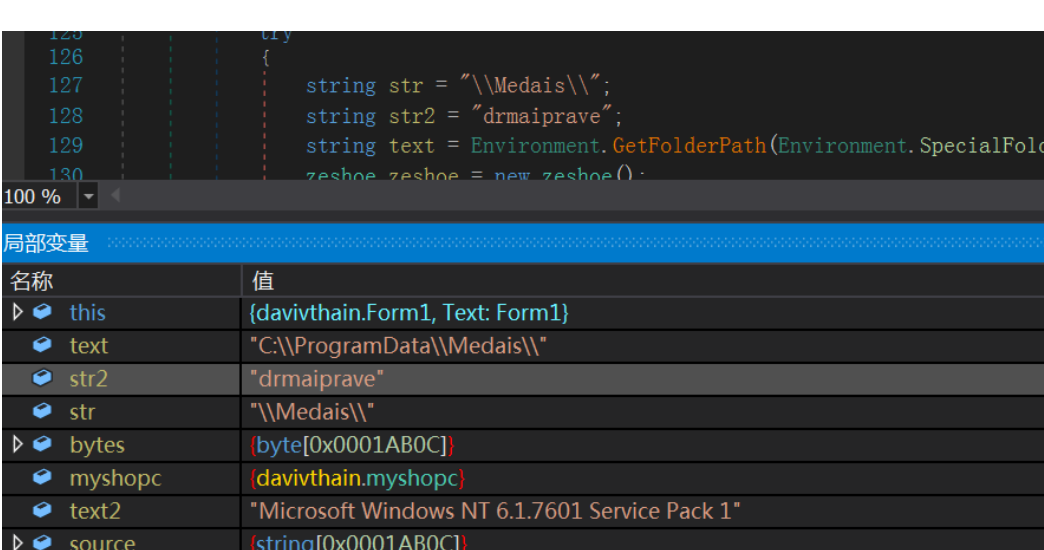 125 try
126 {
127 string str = "\\Medais\\";
128 string str2 = "drmaiprave";
129 string text = Environment.GetFolderPath(Environment.SpecialFold
130 zeshoe zeshoe = new zeshoe();
100 %
局部变量
名称 值
this {davivthain.Form1, Text: Form1}
text "C:\\ProgramData\\Medais\\"
str2 "drmaiprave"
str "\\Medais\\"
bytes {byte[0x0001AB0C]}
myshopc {davivthain.myshopc}
text2 "Microsoft Windows NT 6.1.7601 Service Pack 1"
source {string[0x0001AB0C]}